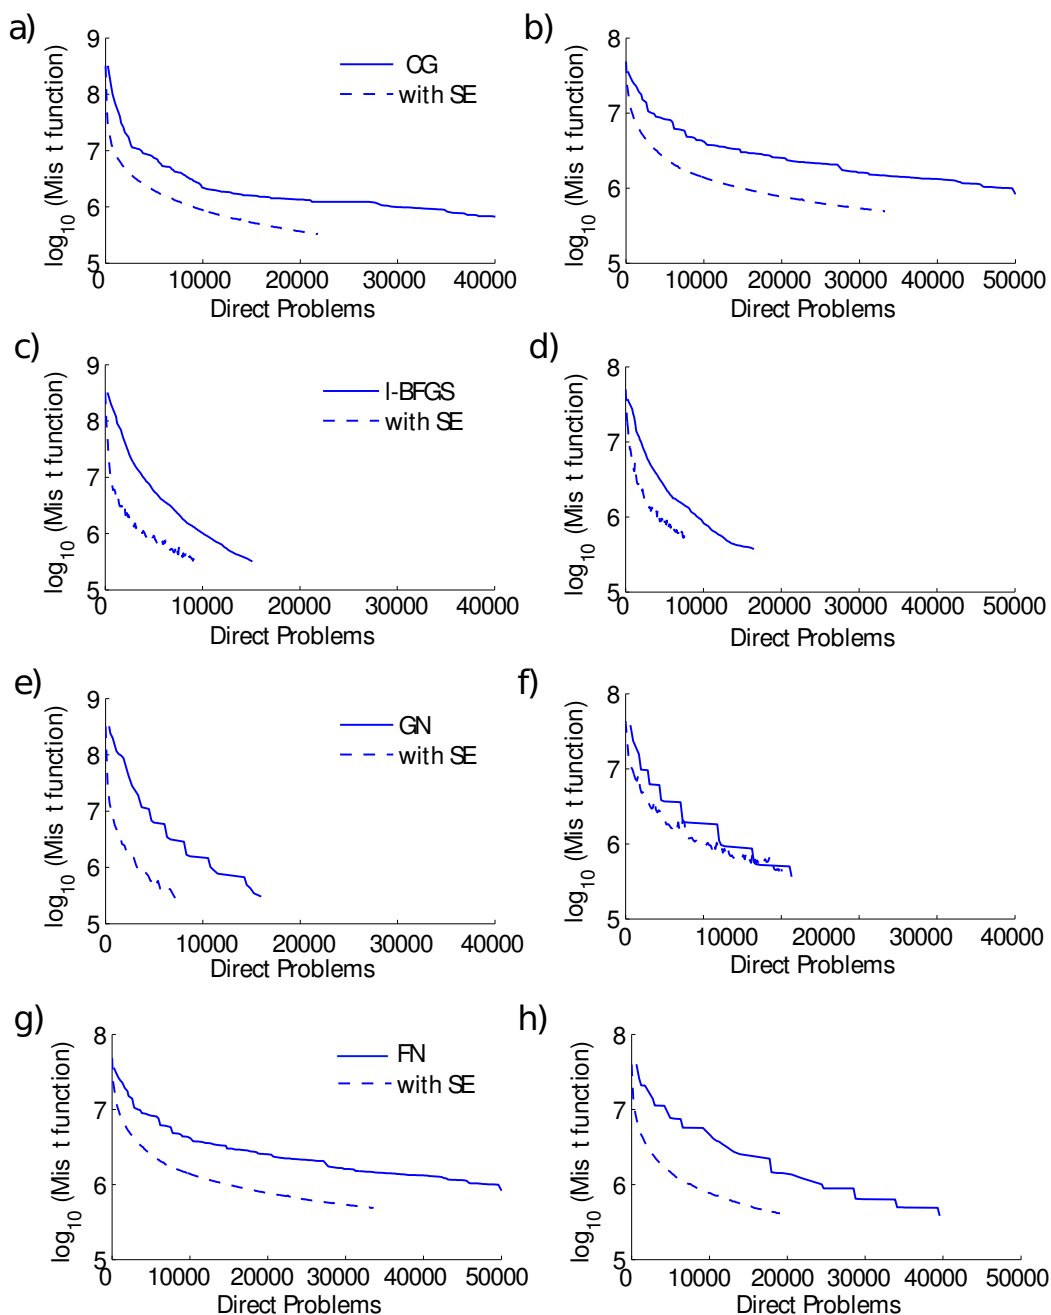 a)
log10 (Mis t function)
9
8
7
6
5
CG
with SE
0 10000 20000 30000 40000
Direct Problems
b)
log10 (Mis t function)
8
7
6
5
0 10000 20000 30000 40000 50000
Direct Problems
c)
log10 (Mis t function)
9
8
7
6
5
l-BFGS
with SE
0 10000 20000 30000 40000
Direct Problems
d)
log10 (Mis t function)
8
7
6
5
0 10000 20000 30000 40000 50000
Direct Problems
e)
log10 (Mis t function)
9
8
7
6
5
GN
with SE
0 10000 20000 30000 40000
Direct Problems
f)
log10 (Mis t function)
8
7
6
5
0 10000 20000 30000 40000
Direct Problems
g)
log10 (Mis t function)
8
7
6
5
FN
with SE
0 10000 20000 30000 40000 50000
Direct Problems
h)
log10 (Mis t function)
8
7
6
5
0 10000 20000 30000 40000 50000
Direct Problems